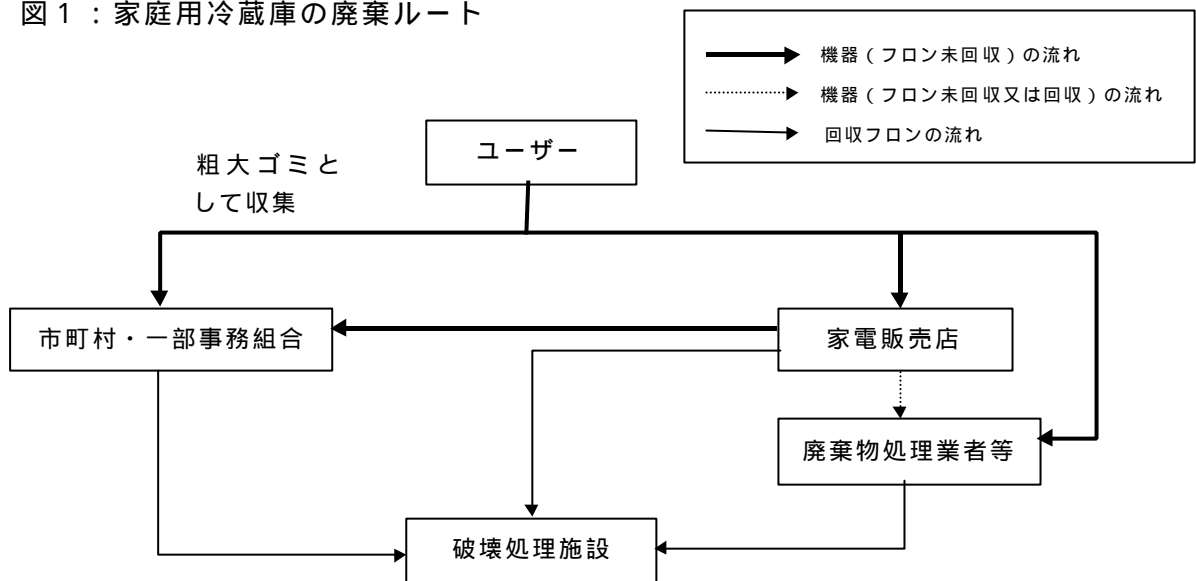 図1:家庭用冷蔵庫の廃棄ルート
機器(フロン未回収)の流れ
機器(フロン未回収又は回収)の流れ
回収フロンの流れ
ユーザー
粗大ゴミと
して収集
市町村・一部事務組合
家電販売店
廃棄物処理業者等
破壊処理施設